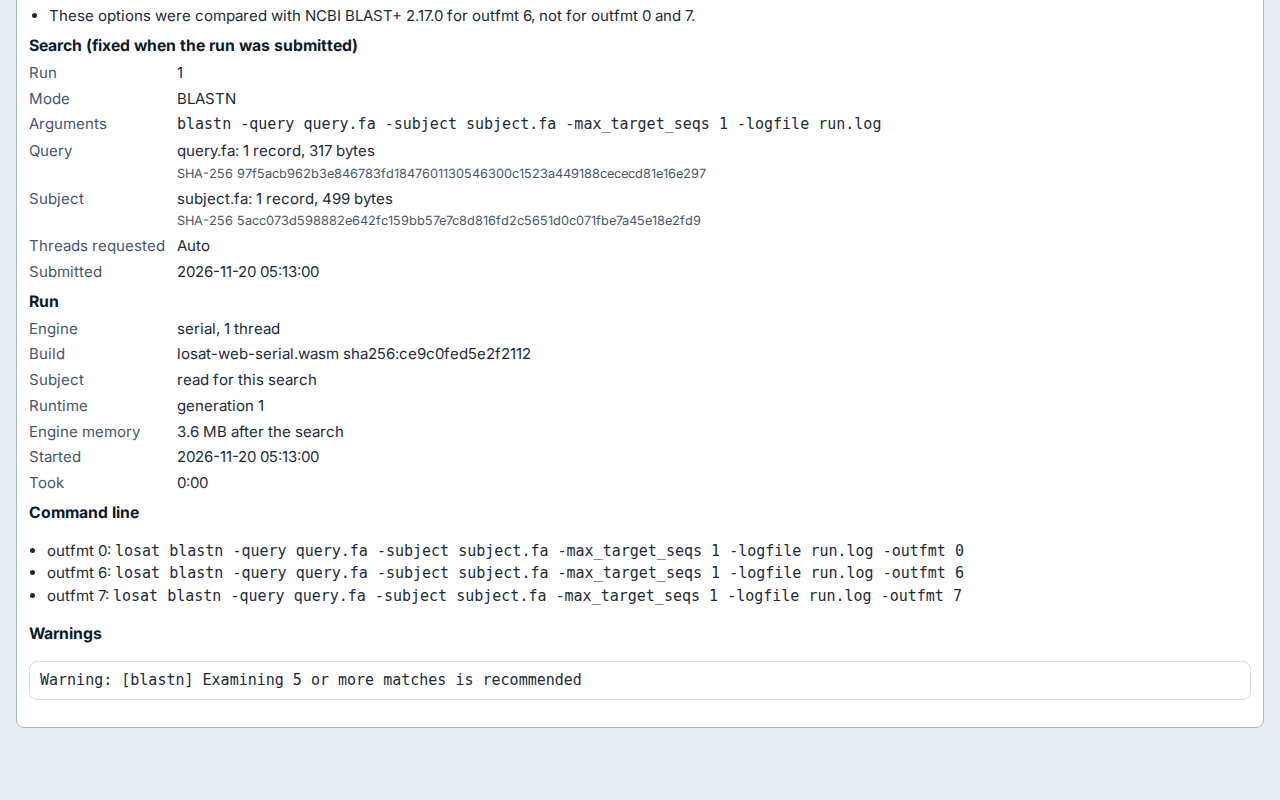 • These options were compared with NCBI BLAST+ 2.17.0 for outfmt 6, not for outfmt 0 and 7.
Search (fixed when the run was submitted)
Run 1
Mode BLASTN
Arguments blastn -query query.fa -subject subject.fa -max_target_seqs 1 -logfile run.log
Query query.fa: 1 record, 317 bytes
SHA-256 97f5acb962b3e846783fd1847601130546300c1523a449188cececd81e16e297
Subject subject.fa: 1 record, 499 bytes
SHA-256 5acc073d598882e642fc159bb57e7c8d816fd2c5651d0c071fbe7a45e18e2fd9
Threads requested Auto
Submitted 2026-11-20 05:13:00
Run
Engine serial, 1 thread
Build losat-web-serial.wasm sha256:ce9c0fed5e2f2112
Subject read for this search
Runtime generation 1
Engine memory 3.6 MB after the search
Started 2026-11-20 05:13:00
Took 0:00
Command line
• outfmt 0: losat blastn -query query.fa -subject subject.fa -max_target_seqs 1 -logfile run.log -outfmt 0
• outfmt 6: losat blastn -query query.fa -subject subject.fa -max_target_seqs 1 -logfile run.log -outfmt 6
• outfmt 7: losat blastn -query query.fa -subject subject.fa -max_target_seqs 1 -logfile run.log -outfmt 7
Warnings
Warning: [blastn] Examining 5 or more matches is recommended